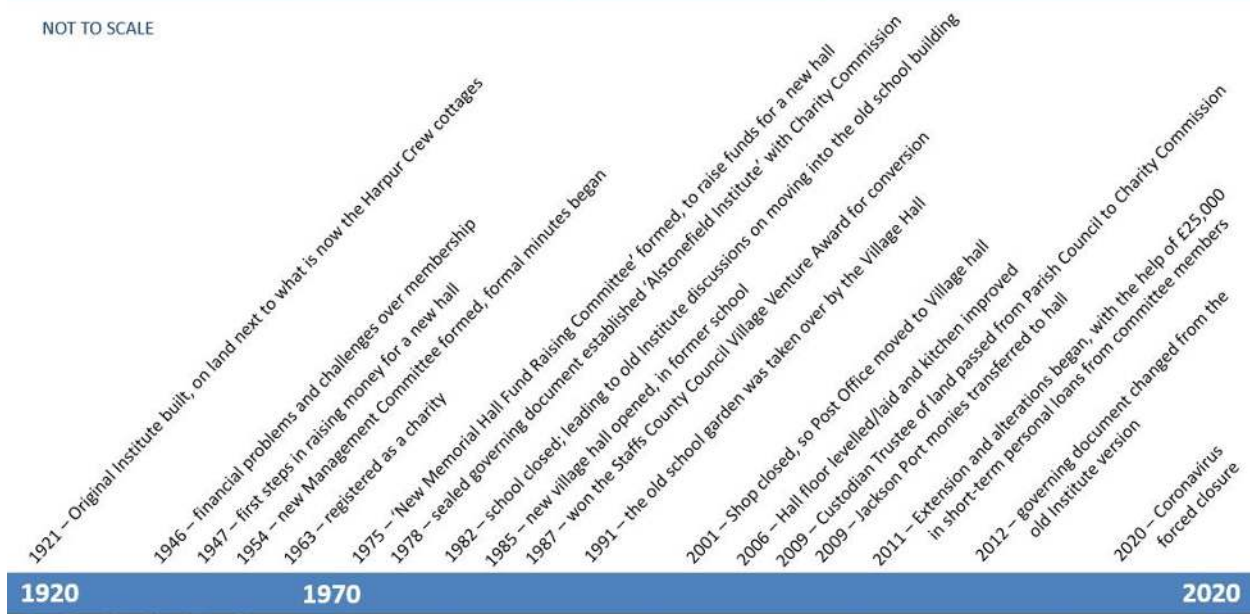 NOT TO SCALE
1921 – Original Institute built, on land next to what is now the Harpur Crew cottages
1946 – financial problems and challenges over membership
1947 – first steps in raising money for a new hall
1954 – new Management Committee formed, formal minutes began
1963 – registered as a charity
1975 – ‘New Memorial Hall Fund Raising Committee’ formed, to raise funds for a new hall
1978 – sealed governing document established ‘Alstonefield Institute’ with Charity Commission
1982 – school closed, leading to old Institute discussions on moving into the old school building
1985 – new village hall opened, in former school
1987 – won the Staffs County Council Village Venture Award for conversion
1991 – the old school garden was taken over by the Village Hall
2001 – Shop closed, so Post Office moved to Village hall
2006 – Hall floor levelled/laid and kitchen improved
2009 – Custodian Trustee of land passed from Parish Council to Charity Commission
2009 – Jackson Port monies transferred to hall
2011 – Extension and alterations began, with the help of £25,000
in short-term personal loans from committee members
2012 – governing document changed from the
old Institute version
2020 – Coronavirus
forced closure
1920 1970 2020